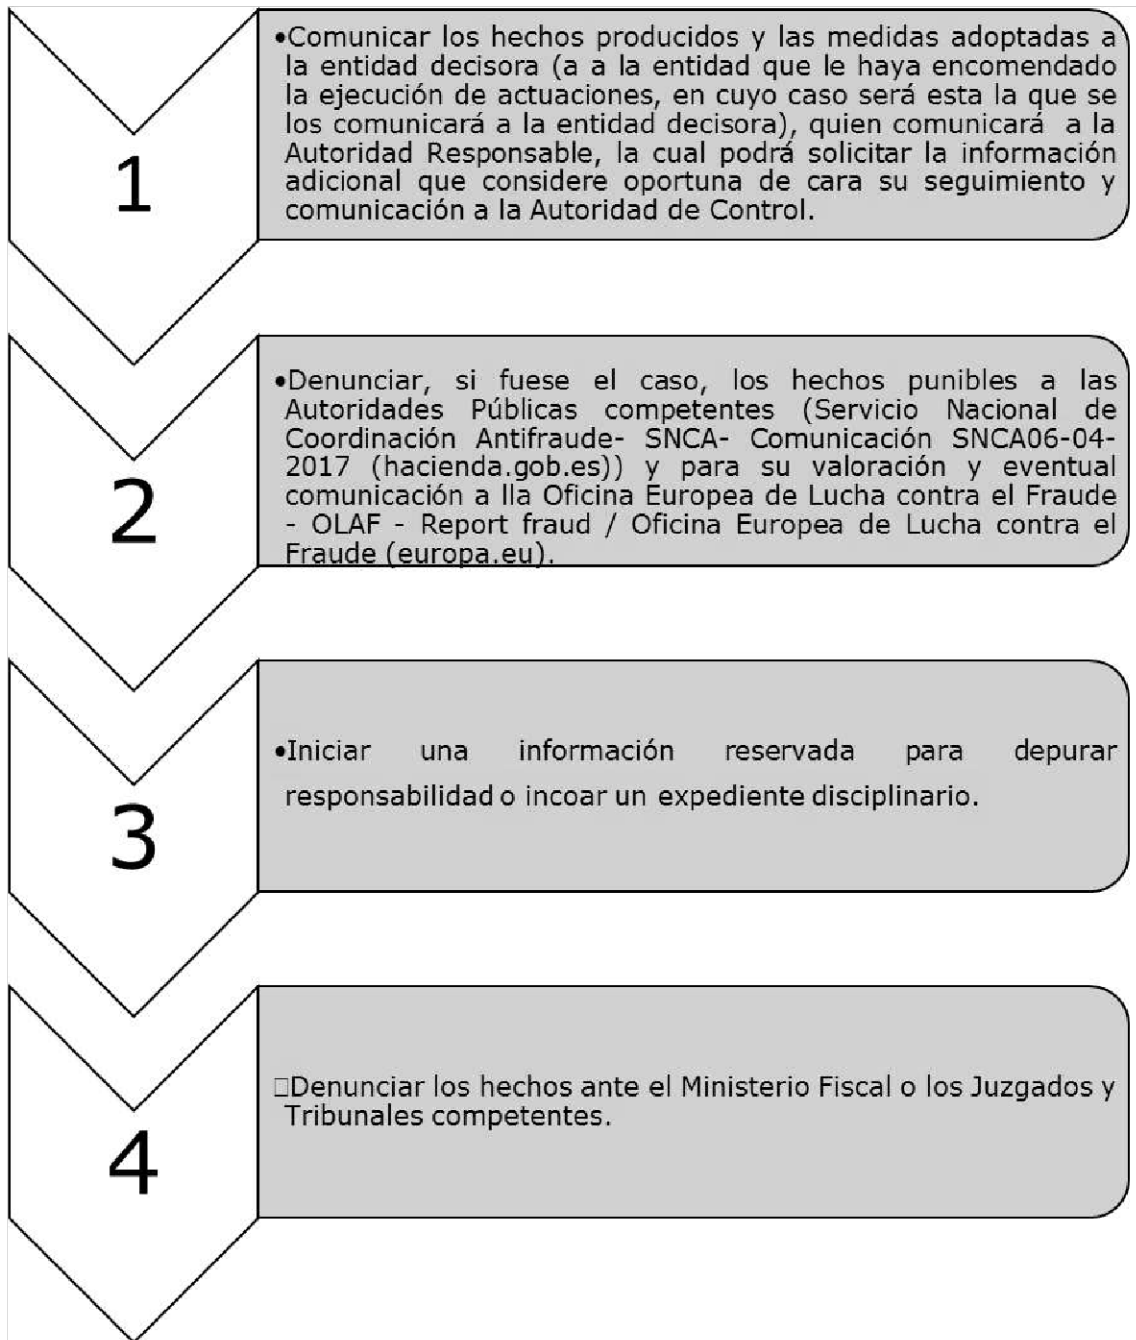 •Comunicar los hechos producidos y las medidas adoptadas a
la entidad decisora (a a la entidad que le haya encomendado
la ejecución de actuaciones, en cuyo caso será esta la que se
los comunicará a la entidad decisora), quien comunicará a la
Autoridad Responsable, la cual podrá solicitar la información
adicional que considere oportuna de cara su seguimiento y
comunicación a la Autoridad de Control.
1
•Denunciar, si fuese el caso, los hechos punibles a las
Autoridades Públicas competentes (Servicio Nacional de
Coordinación Antifraude- SNCA- Comunicación SNCA06-04-
2017 (hacienda.gob.es)) y para su valoración y eventual
comunicación a lla Oficina Europea de Lucha contra el Fraude
- OLAF - Report fraud / Oficina Europea de Lucha contra el
Fraude (europa.eu).
2
•Iniciar una información reservada para depurar
responsabilidad o incoar un expediente disciplinario.
3
□Denunciar los hechos ante el Ministerio Fiscal o los Juzgados y
Tribunales competentes.
4